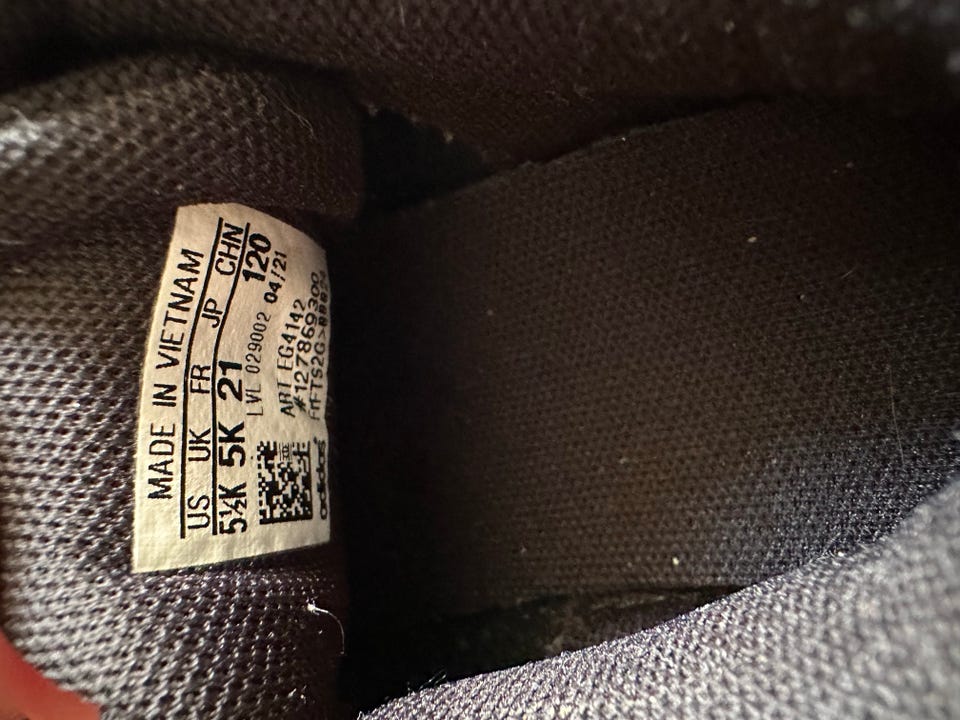 MADE IN VIETNAM
US UK FR JP CHN
5½K 5K 21 120
LVL 029002 04/21
ART EG4142
#127869300
adidas